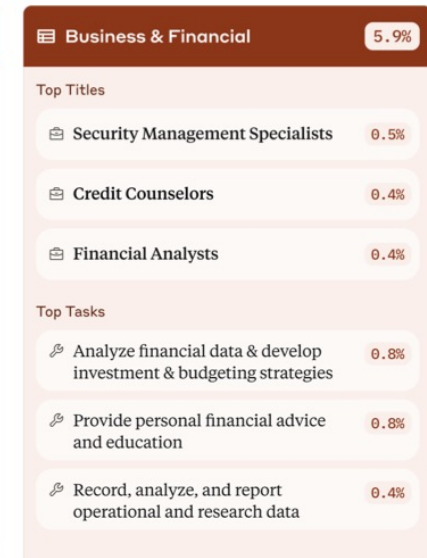 Business & Financial 5.9%
Top Titles
Security Management Specialists 0.5%
Credit Counselors 0.4%
Financial Analysts 0.4%
Top Tasks
Analyze financial data & develop 0.8%
investment & budgeting strategies
Provide personal financial advice 0.8%
and education
Record, analyze, and report 0.4%
operational and research data